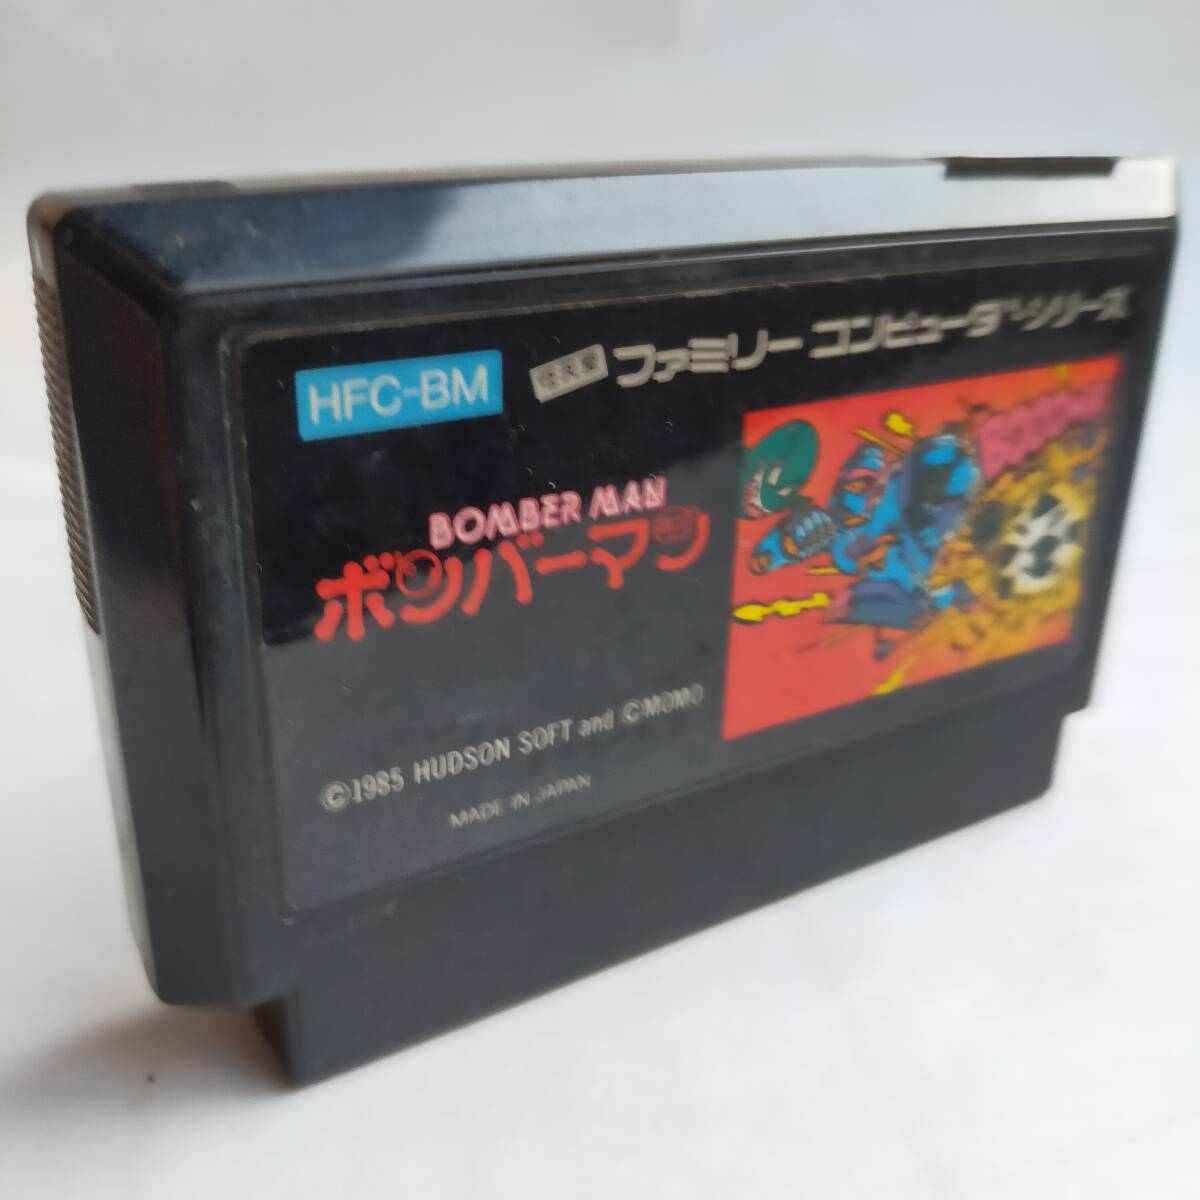 HFC-BM
ファミリー コンピュータ シリーズ
BOMBER MAN
ボンバーマン
©1985 HUDSON SOFT and ©MOMO
MADE IN JAPAN